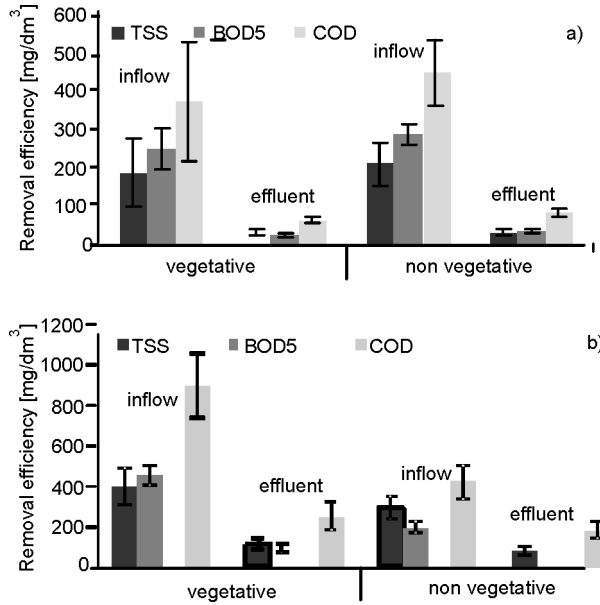 Removal efficiency [mg/dm³]
600
500
400
300
200
100
0
TSS BOD5 COD
a)
inflow
inflow
effluent
effluent
vegetative
non vegetative
Removal efficiency [mg/dm³]
1200
1000
800
600
400
200
0
TSS BOD5 COD
b)
inflow
inflow
effluent
effluent
vegetative
non vegetative